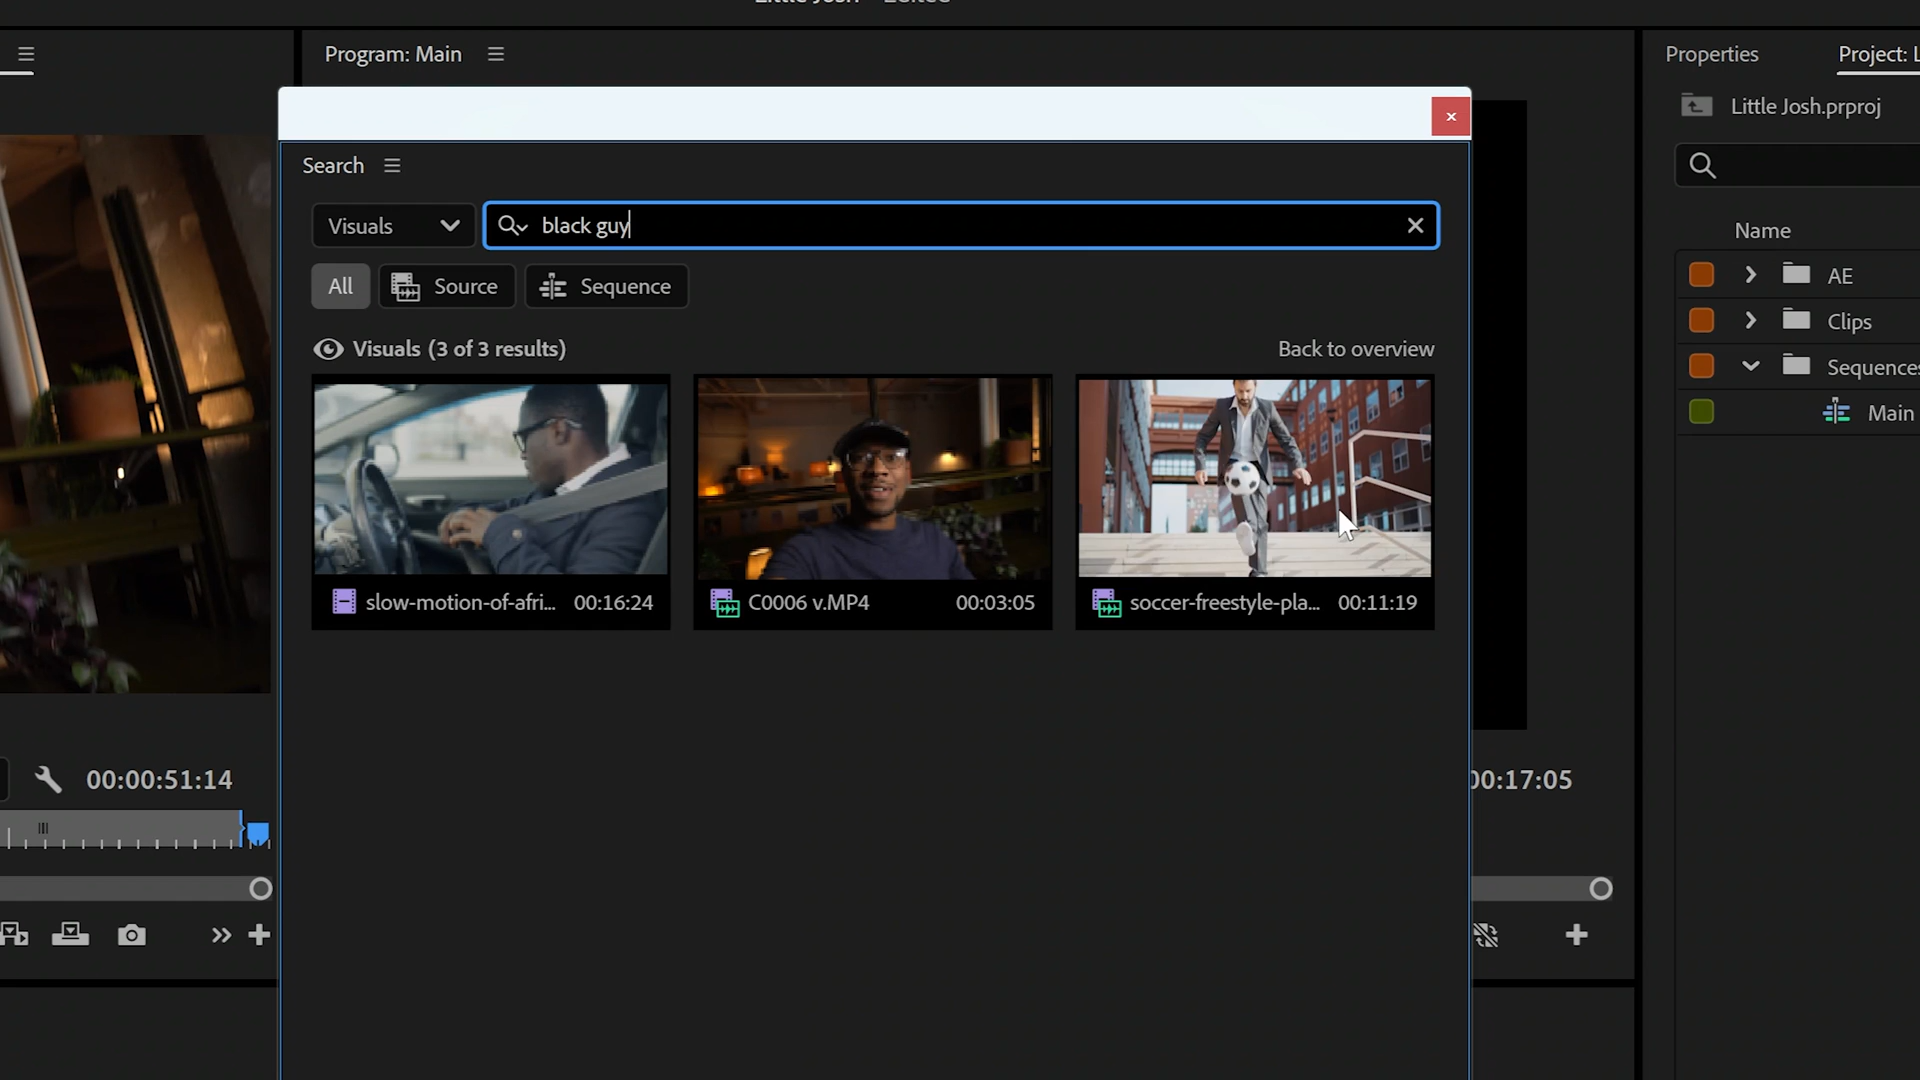 Program: Main
Properties
Project: L
Little Josh.prproj
Search
Visuals
black guy
Name
All
Source
Sequence
AE
Clips
Visuals (3 of 3 results)
Back to overview
Sequences
Main
slow-motion-of-afri... 00:16:24
C0006 v.MP4 00:03:05
soccer-freestyle-pla... 00:11:19
00:00:51:14
00:17:05